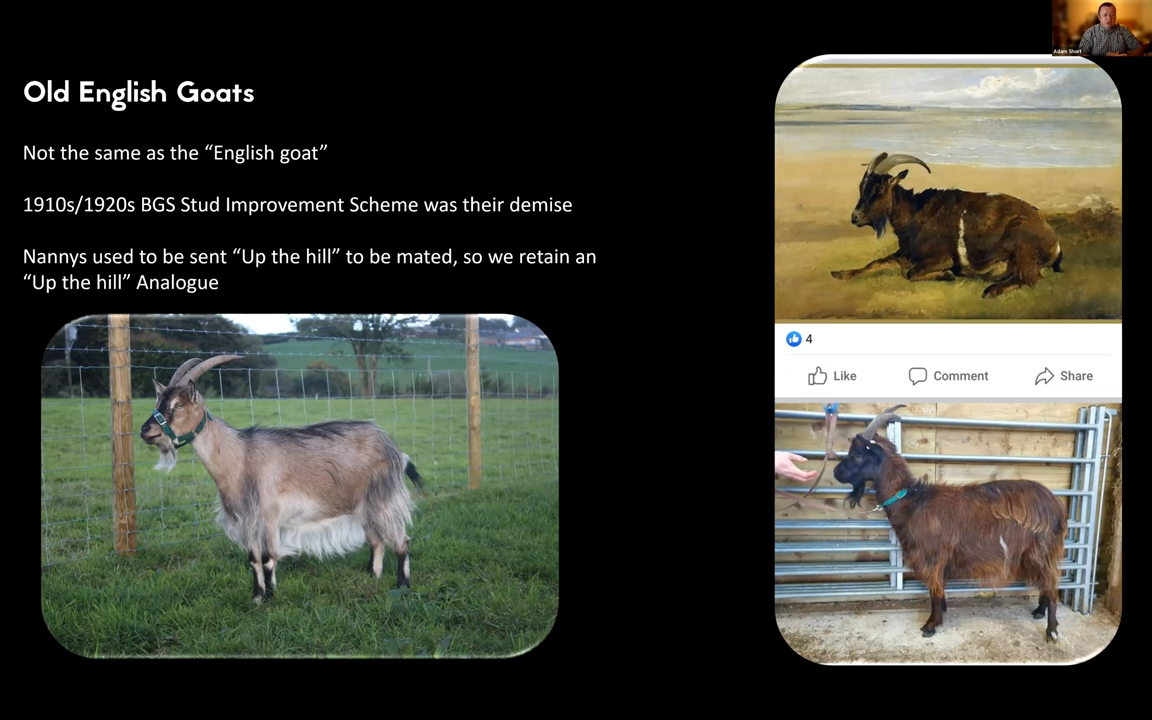 Adam Short
Old English Goats
Not the same as the “English goat”
1910s/1920s BGS Stud Improvement Scheme was their demise
Nannys used to be sent “Up the hill” to be mated, so we retain an
“Up the hill” Analogue
4
Like Comment Share